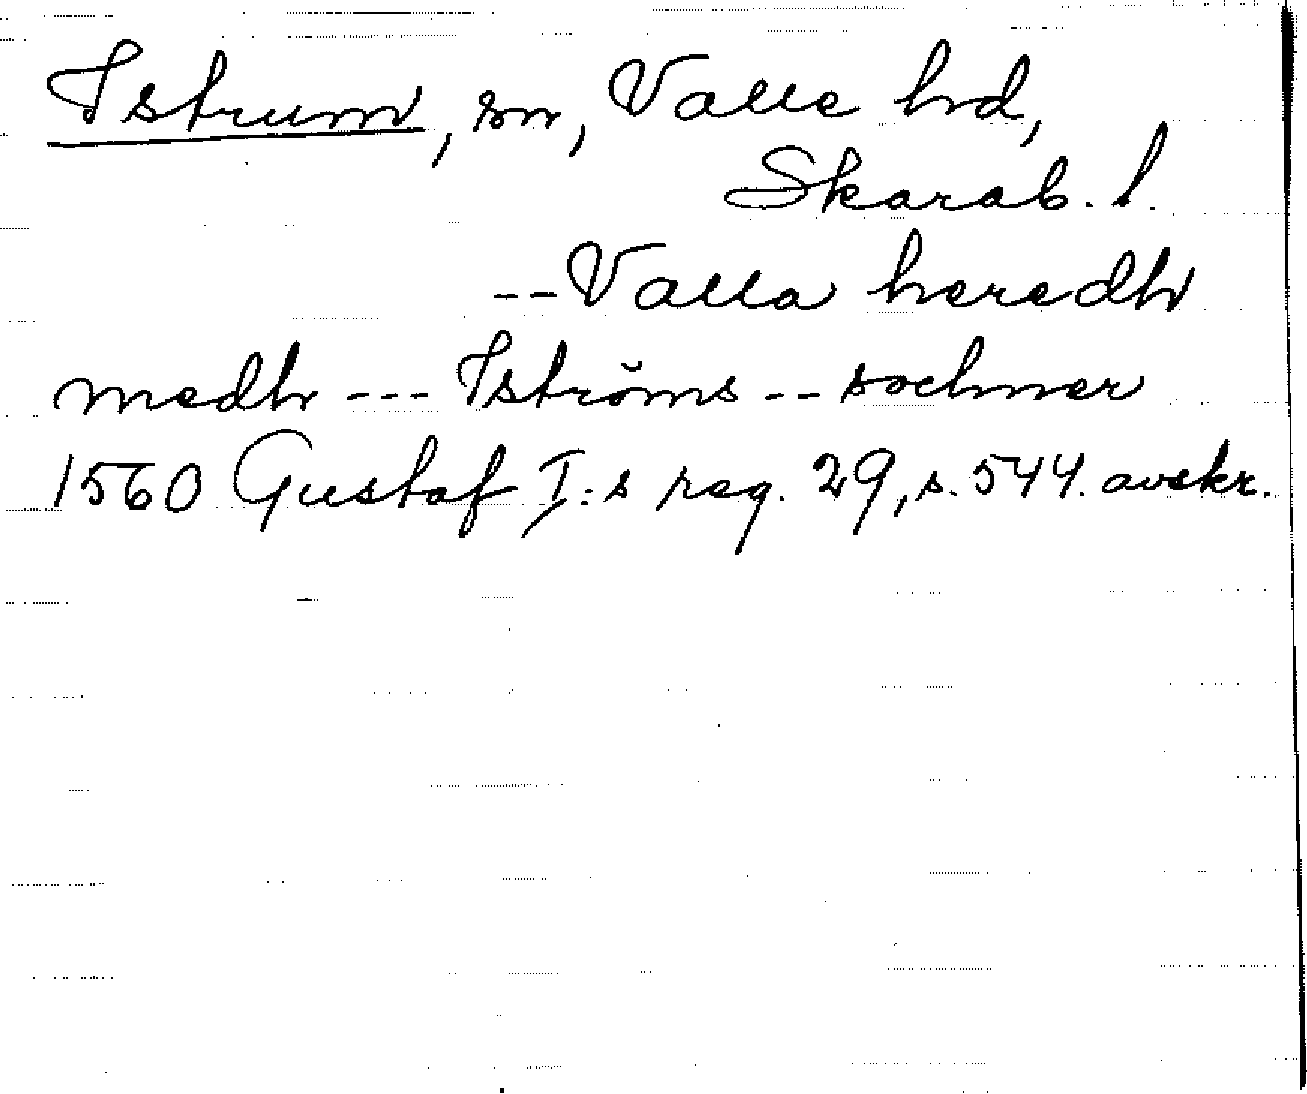 Istrum, sn, Valle hd,
Skarab. l.
-- Valla heredh
medh --- Iströms -- sochner
1560 Gustaf I:s reg. 29, s. 544. avskr.